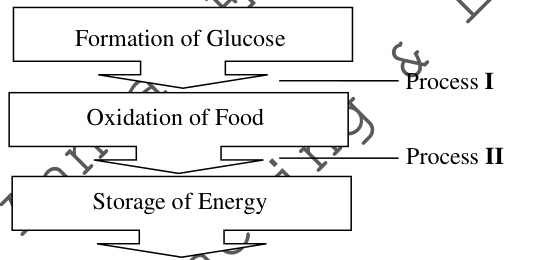 Formation of Glucose
Process I
Oxidation of Food
Process II
Storage of Energy